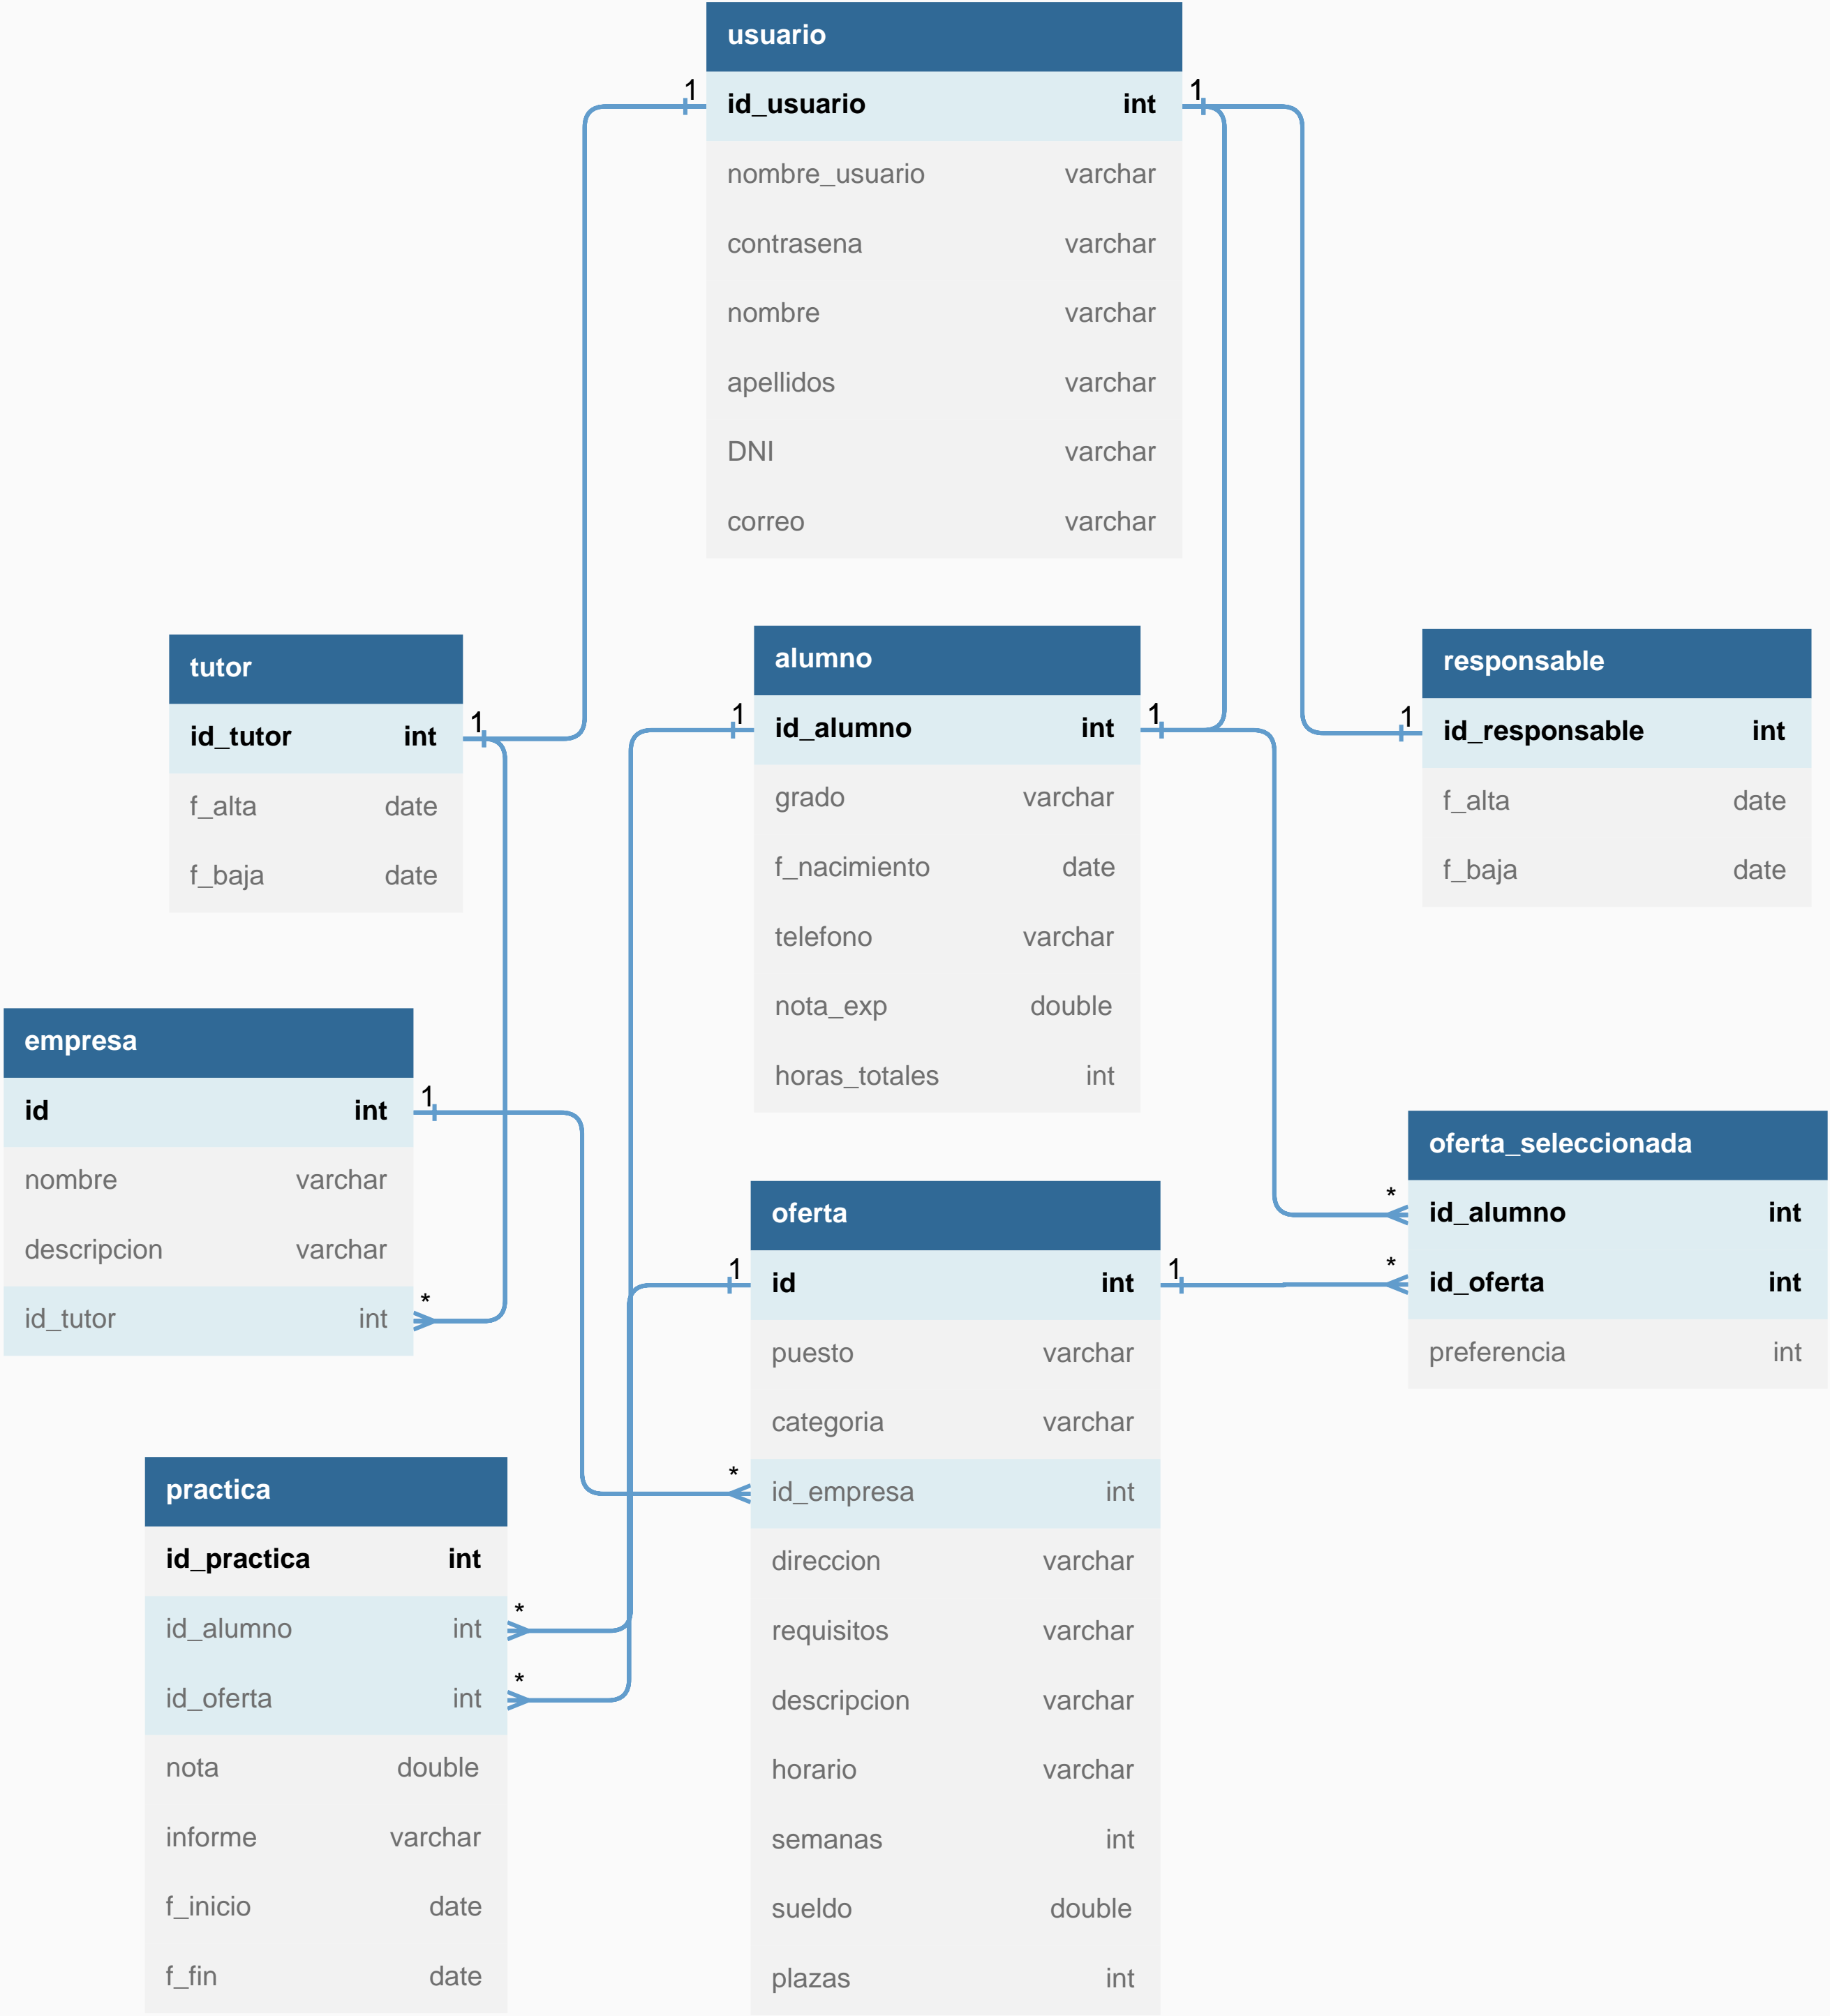 usuario
1 id_usuario int 1
nombre_usuario varchar
contrasena varchar
nombre varchar
apellidos varchar
DNI varchar
correo varchar
tutor
id_tutor int 1
f_alta date
f_baja date
alumno
1 id_alumno int 1
grado varchar
f_nacimiento date
telefono varchar
nota_exp double
horas_totales int
responsable
1 id_responsable int
f_alta date
f_baja date
empresa
id int 1
nombre varchar
descripcion varchar
id_tutor int *
oferta
1 id int 1
puesto varchar
categoria varchar
* id_empresa int
direccion varchar
requisitos varchar
descripcion varchar
horario varchar
semanas int
sueldo double
plazas int
oferta_seleccionada
* id_alumno int
* id_oferta int
preferencia int
practica
id_practica int
id_alumno int *
id_oferta int *
nota double
informe varchar
f_inicio date
f_fin date